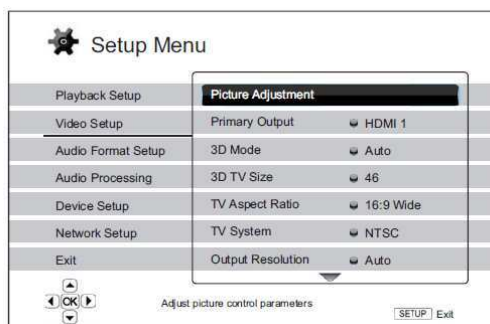 Setup Menu
Playback Setup
Picture Adjustment
Video Setup
Primary Output
HDMI 1
Audio Format Setup
3D Mode
Auto
Audio Processing
3D TV Size
46
Device Setup
TV Aspect Ratio
16:9 Wide
Network Setup
TV System
NTSC
Exit
Output Resolution
Auto
OK
Adjust picture control parameters
SETUP Exit